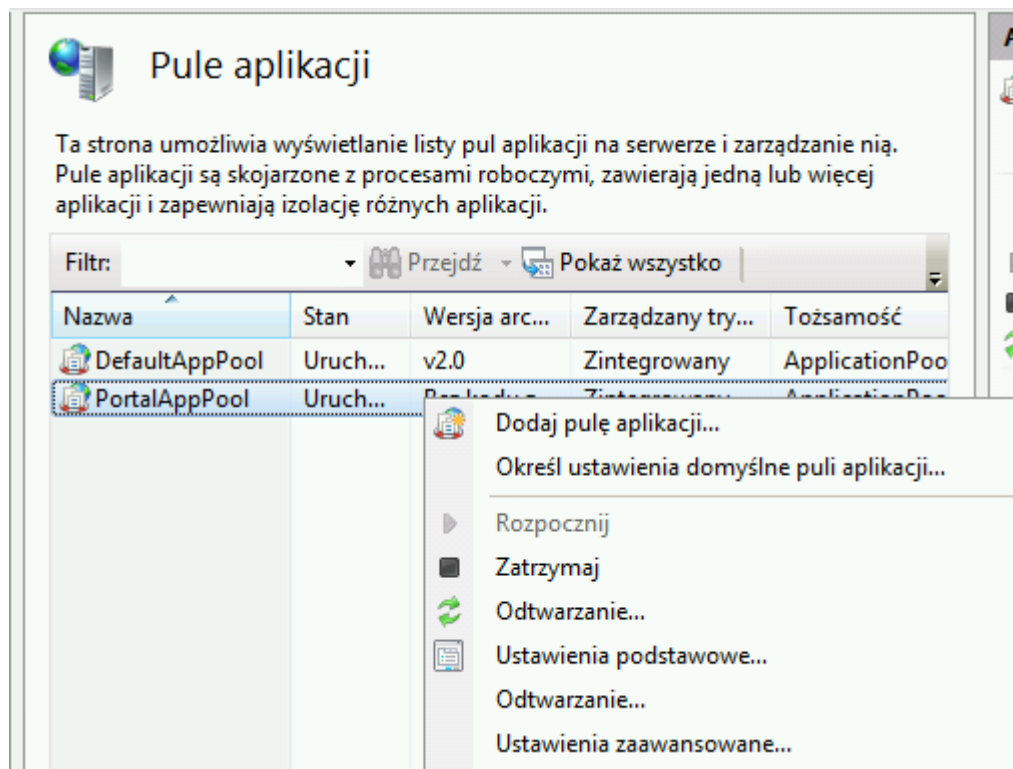 Pule aplikacji
Ta strona umożliwia wyświetlanie listy pul aplikacji na serwerze i zarządzanie nią.
Pule aplikacji są skojarzone z procesami roboczymi, zawierają jedną lub więcej
aplikacji i zapewniają izolację różnych aplikacji.
Filtr: Przejdź Pokaż wszystko
Nazwa Stan Wersja arc... Zarządzany try... Tożsamość
DefaultAppPool Uruch... v2.0 Zintegrowany ApplicationPoo
PortalAppPool Uruch...
Dodaj pulę aplikacji...
Określ ustawienia domyślne puli aplikacji...
Rozpocznij
Zatrzymaj
Odtwarzanie...
Ustawienia podstawowe...
Odtwarzanie...
Ustawienia zaawansowane...